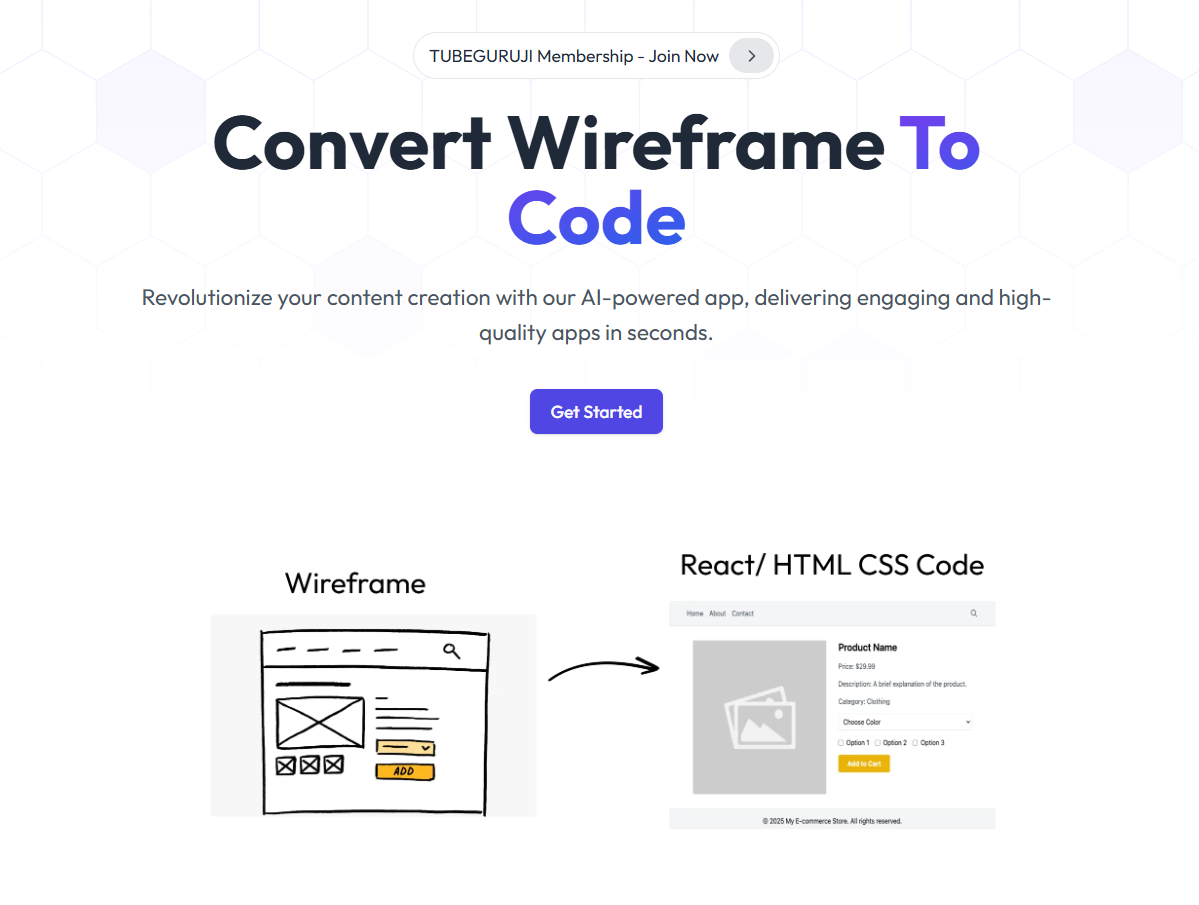 TUBEGURUJI Membership - Join Now
Convert Wireframe To
Code
Revolutionize your content creation with our AI-powered app, delivering engaging and high-
quality apps in seconds.
Get Started
Wireframe
ADD
React/ HTML CSS Code
Home About Contact
Product Name
Price: $29.99
Description: A brief explanation of the product.
Category: Clothing
Choose Color
Option 1 Option 2 Option 3
Add to Cart
© 2025 My E-commerce Store. All rights reserved.